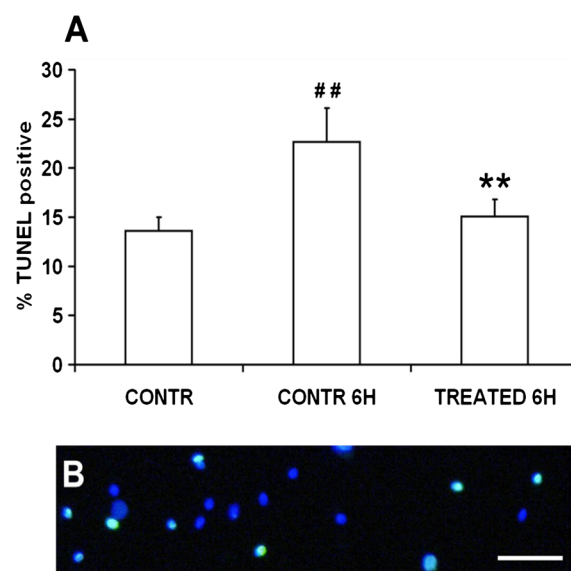 A
30
25
20
15
10
5
0
% TUNEL positive
##
**
CONTR
CONTR 6H
TREATED 6H
B